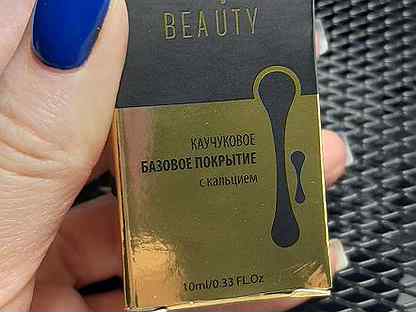 BEAUTY
КАУЧУКОВОЕ
БАЗОВОЕ ПОКРЫТИЕ
с кальцием
10ml/0.33 FL.Oz